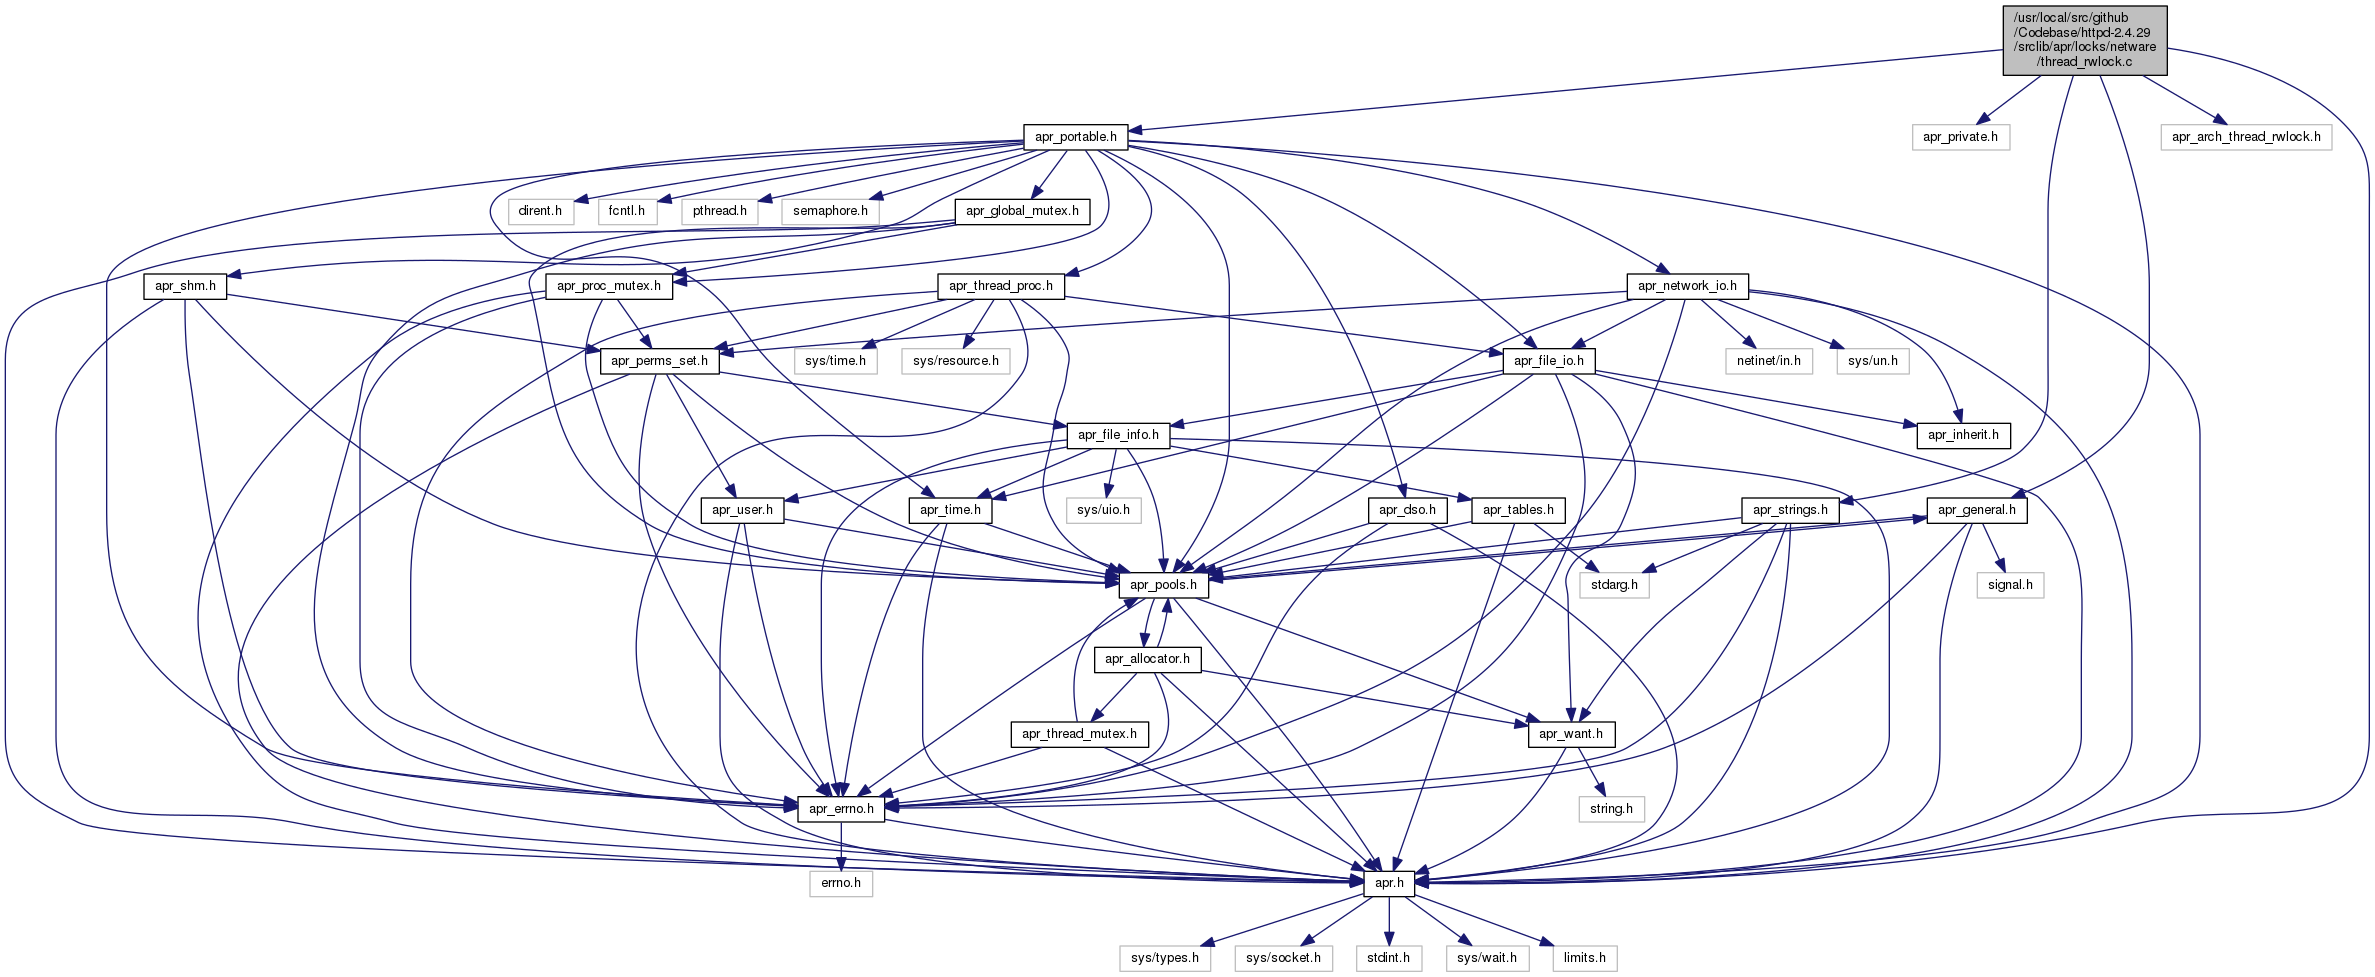 /usr/local/src/github
/Codebase/httpd-2.4.29
/srclib/apr/locks/netware
/thread_rwlock.c
apr_portable.h
apr_private.h
apr_arch_thread_rwlock.h
dirent.h
fcntl.h
pthread.h
semaphore.h
apr_global_mutex.h
apr_shm.h
apr_proc_mutex.h
apr_thread_proc.h
apr_network_io.h
apr_perms_set.h
sys/time.h
sys/resource.h
apr_file_io.h
netinet/in.h
sys/un.h
apr_file_info.h
apr_inherit.h
apr_user.h
apr_time.h
sys/uio.h
apr_dso.h
apr_tables.h
apr_strings.h
apr_general.h
apr_pools.h
stdarg.h
signal.h
apr_allocator.h
apr_thread_mutex.h
apr_want.h
apr_errno.h
string.h
errno.h
apr.h
sys/types.h
sys/socket.h
stdint.h
sys/wait.h
limits.h